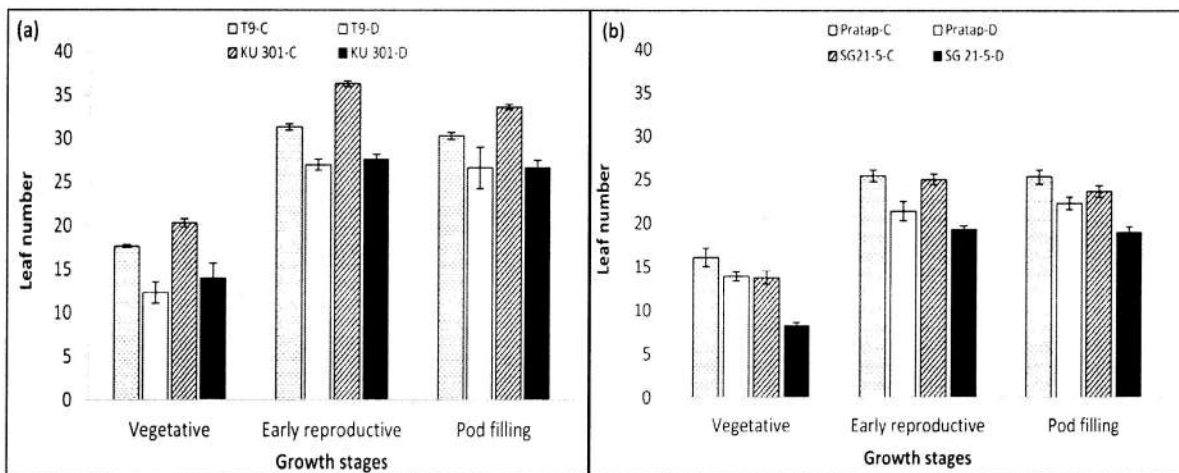 (a)
T9-C T9-D
KU 301-C KU 301-D
40
35
30
25
20
15
10
5
0
Leaf number
Vegetative Early reproductive Pod filling
Growth stages
(b)
Pratap-C Pratap-D
SG21-5-C SG 21-5-D
40
35
30
25
20
15
10
5
0
Leaf number
Vegetative Early reproductive Pod filling
Growth stages